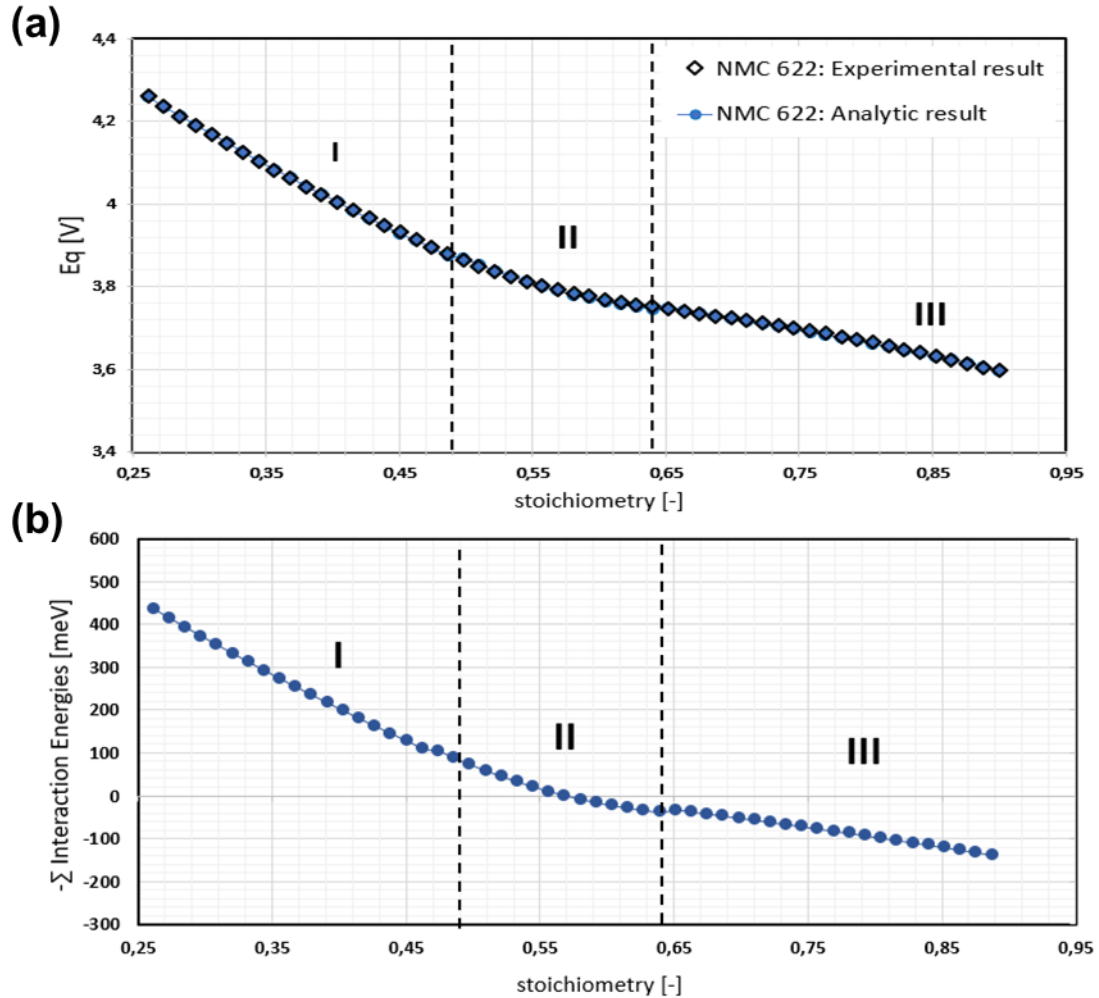 (a)
4,4
4,2
4
3,8
3,6
3,4
Eq [V]
NMC 622: Experimental result
NMC 622: Analytic result
I
II
III
0,25 0,35 0,45 0,55 0,65 0,75 0,85 0,95
stoichiometry [-]
(b)
600
500
400
300
200
100
0
-100
-200
-300
-∑ Interaction Energies [meV]
I
II
III
0,25 0,35 0,45 0,55 0,65 0,75 0,85 0,95
stoichiometry [-]